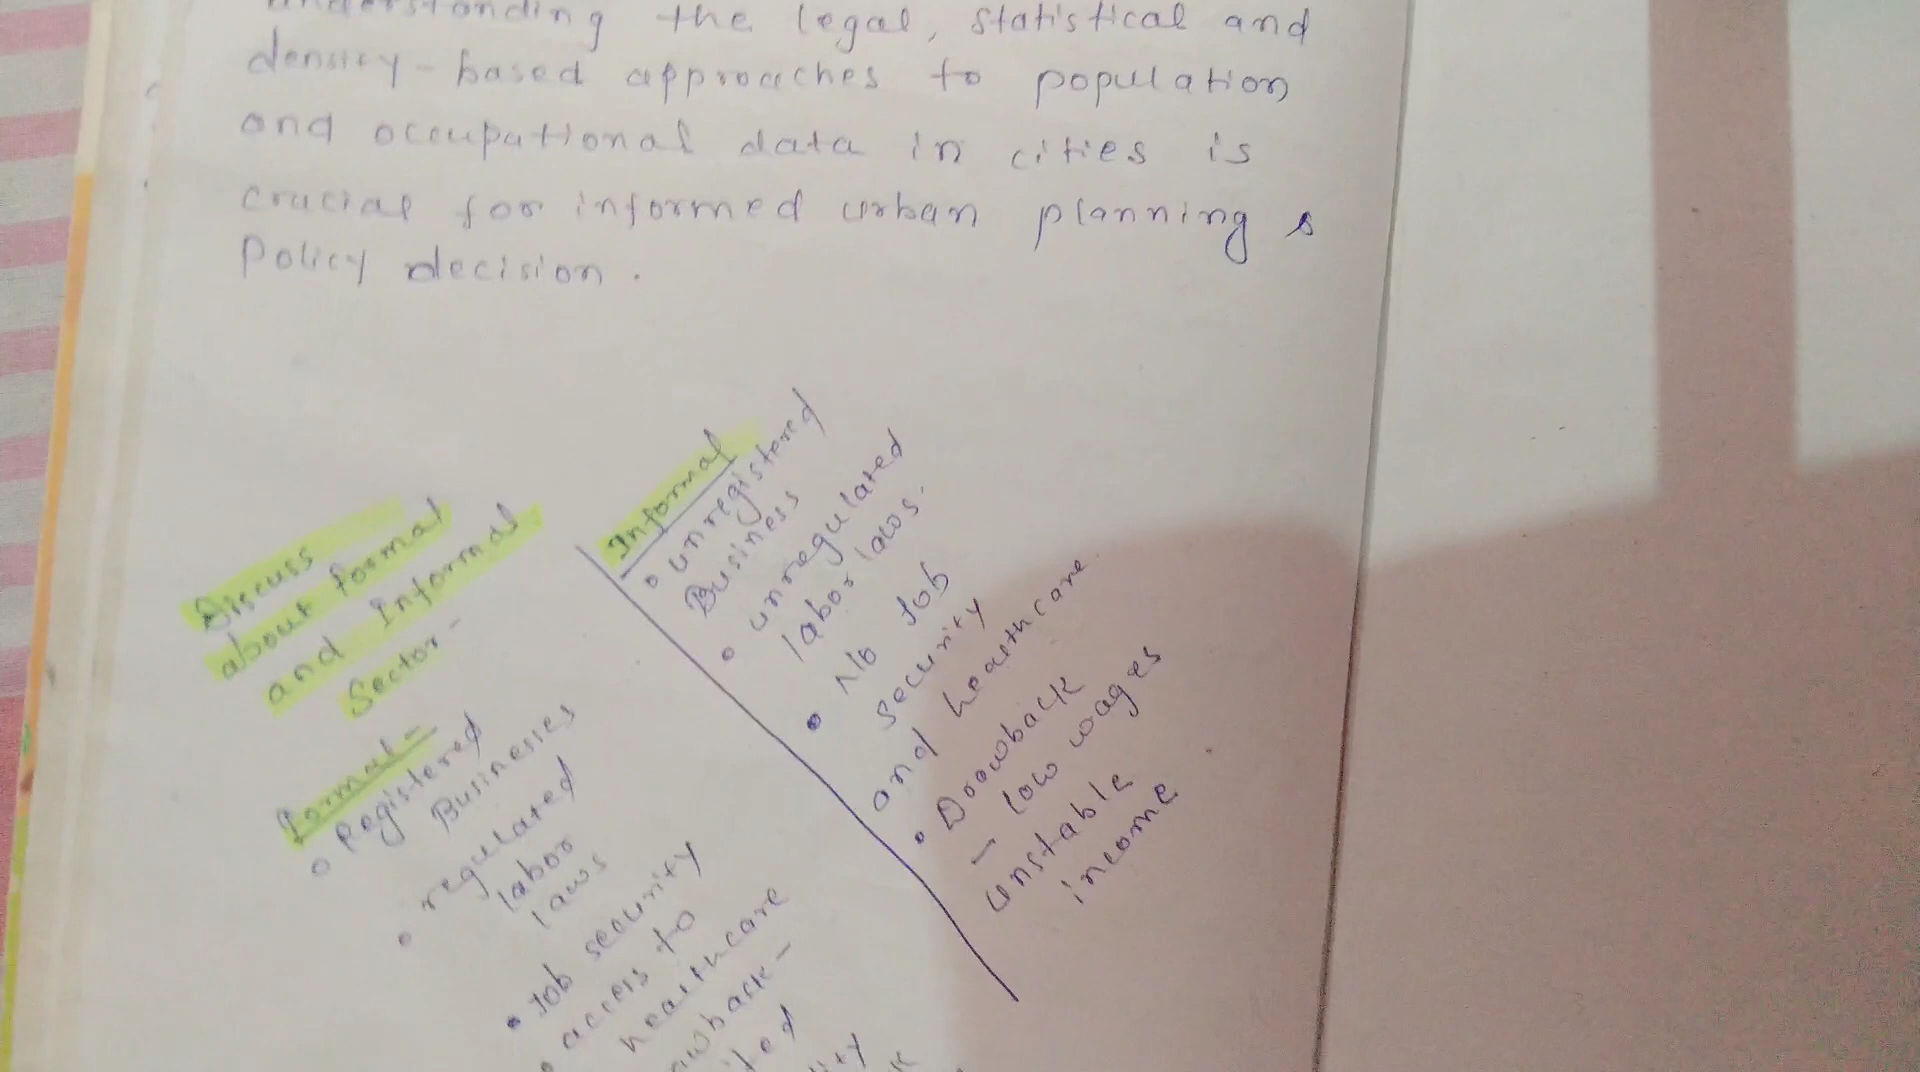 understanding the legal, statistical and
density-based approaches to population
and occupational data in cities is
crucial for informed urban planning &
Policy decision.
Discuss
about formal
and Informal
Sector-
Formal-
Registered
Businesses
regulated
labor
laws
Job security
access to
healthcare
Informal
unregistered
Business
unregulated
labor laws.
No Job
security
and healthcare
Drawback
- low wages
unstable
income